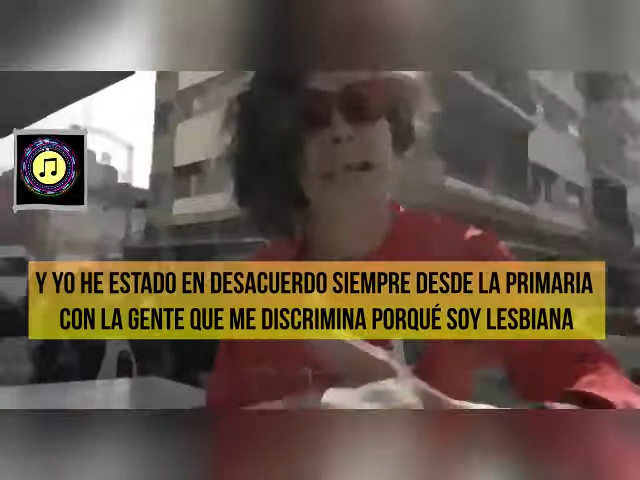 Y YO HE ESTADO EN DESACUERDO SIEMPRE DESDE LA PRIMARIA
CON LA GENTE QUE ME DISCRIMINA PORQUÉ SOY LESBIANA